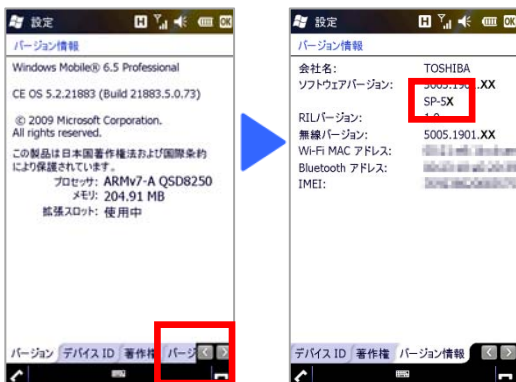 設定
H
OK
バージョン情報
Windows Mobile® 6.5 Professional
CE OS 5.2.21883 (Build 21883.5.0.73)
© 2009 Microsoft Corporation.
All rights reserved.
この製品は日本国著作権法および国際条約
により保護されています。
プロセッサ: ARMv7-A QSD8250
メモリ: 204.91 MB
拡張スロット: 使用中
バージョン デバイス ID 著作権 バージ
設定
H
OK
バージョン情報
会社名: TOSHIBA
ソフトウェアバージョン: 5005.1901.XX
SP-5X
RILバージョン:
無線バージョン: 5005.1901.XX
Wi-Fi MAC アドレス:
Bluetooth アドレス:
IMEI:
デバイス ID 著作権 バージョン情報